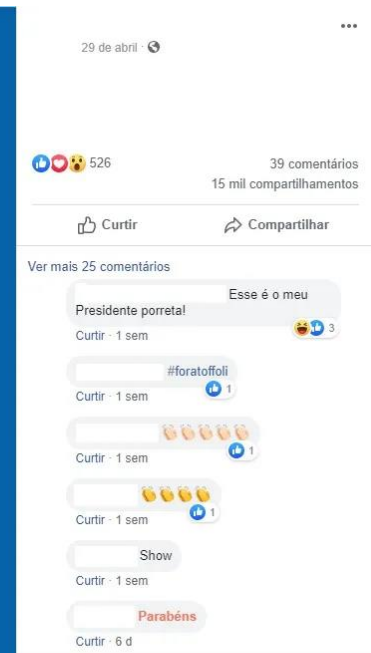 29 de abril ·
526
39 comentários
15 mil compartilhamentos
Curtir
Compartilhar
Ver mais 25 comentários
Esse é o meu
Presidente porreta!
3
Curtir · 1 sem
#foratoffoli
1
Curtir · 1 sem
1
Curtir · 1 sem
1
Curtir · 1 sem
Show
Curtir · 1 sem
Parabéns
Curtir · 6 d